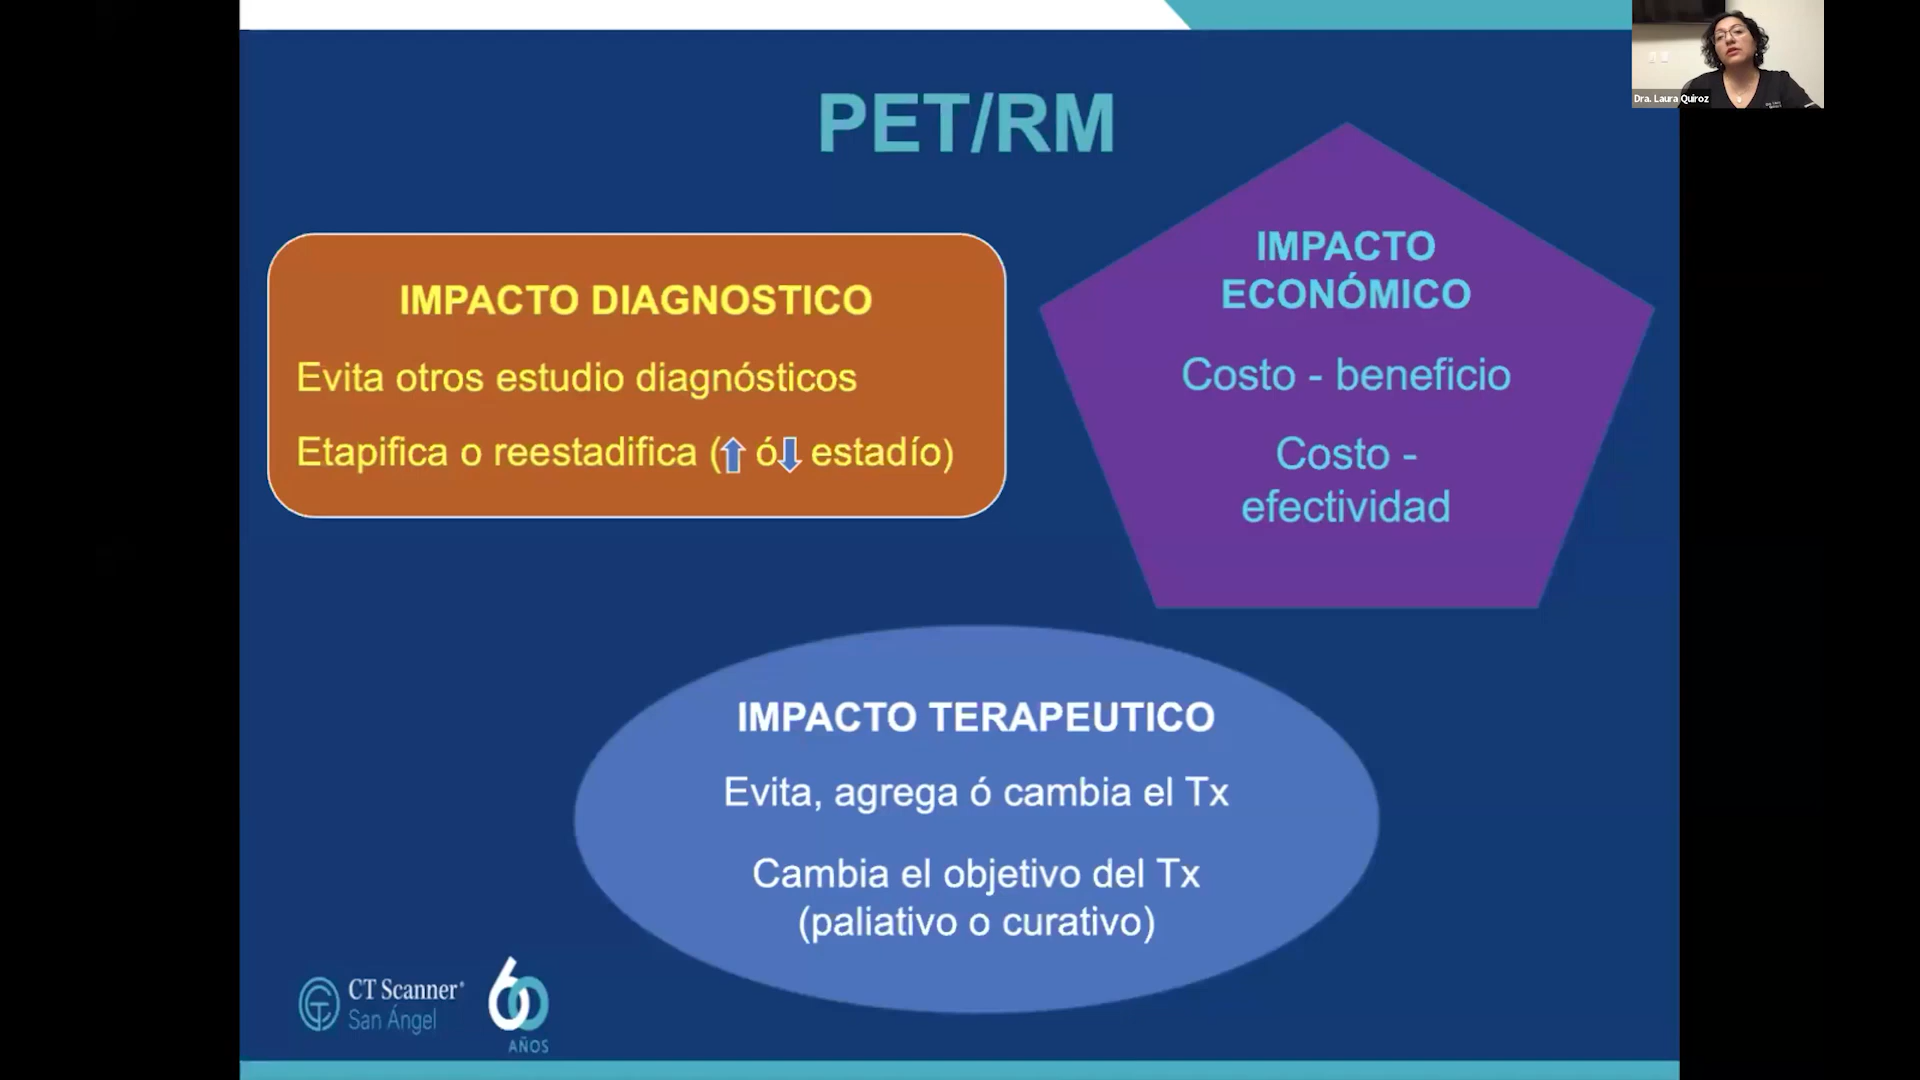 PET/RM
Dra. Laura Quiroz
IMPACTO DIAGNOSTICO
Evita otros estudio diagnósticos
Etapifica o reestadifica (⬆ ó⬇ estadío)
IMPACTO
ECONÓMICO
Costo - beneficio
Costo -
efectividad
IMPACTO TERAPEUTICO
Evita, agrega ó cambia el Tx
Cambia el objetivo del Tx
(paliativo o curativo)
CT Scanner®
San Ángel
60
AÑOS